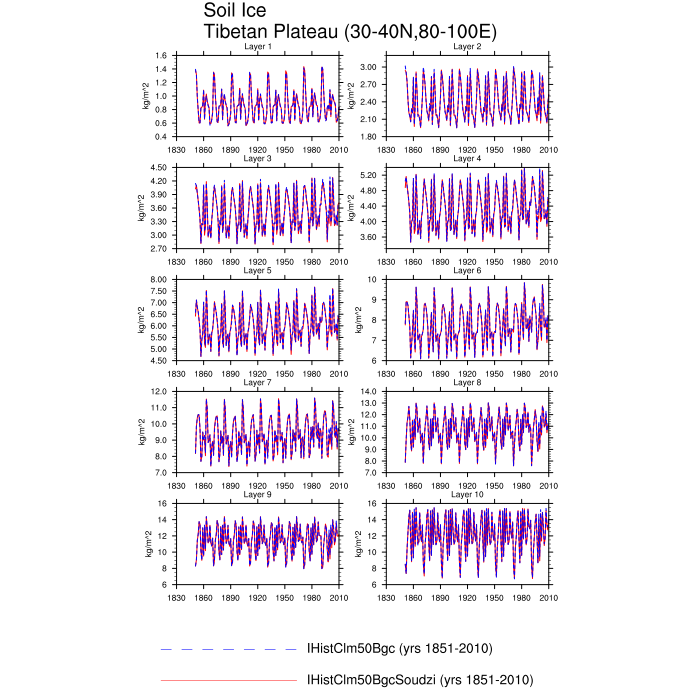 Soil Ice
Tibetan Plateau (30-40N,80-100E)
Layer 1
Layer 2
1.6
1.4
1.2
1.0
0.8
0.6
0.4
kg/m^2
1830 1860 1890 1920 1950 1980 2010
3.00
2.70
2.40
2.10
1.80
kg/m^2
1830 1860 1890 1920 1950 1980 2010
Layer 3
Layer 4
4.50
4.20
3.90
3.60
3.30
3.00
2.70
kg/m^2
1830 1860 1890 1920 1950 1980 2010
5.20
4.80
4.40
4.00
3.60
kg/m^2
1830 1860 1890 1920 1950 1980 2010
Layer 5
Layer 6
8.00
7.50
7.00
6.50
6.00
5.50
5.00
4.50
kg/m^2
1830 1860 1890 1920 1950 1980 2010
10
9
8
7
6
kg/m^2
1830 1860 1890 1920 1950 1980 2010
Layer 7
Layer 8
12.0
11.0
10.0
9.0
8.0
7.0
kg/m^2
1830 1860 1890 1920 1950 1980 2010
14.0
13.0
12.0
11.0
10.0
9.0
8.0
7.0
kg/m^2
1830 1860 1890 1920 1950 1980 2010
Layer 9
Layer 10
16
14
12
10
8
6
kg/m^2
1830 1860 1890 1920 1950 1980 2010
16
14
12
10
8
6
kg/m^2
1830 1860 1890 1920 1950 1980 2010
IHistClm50Bgc (yrs 1851-2010)
IHistClm50BgcSoudzi (yrs 1851-2010)